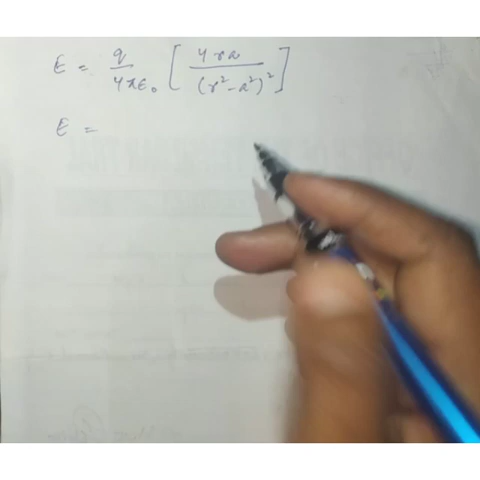 E = q/4πε₀ [ 4ra/(r² - a²)² ]
E =